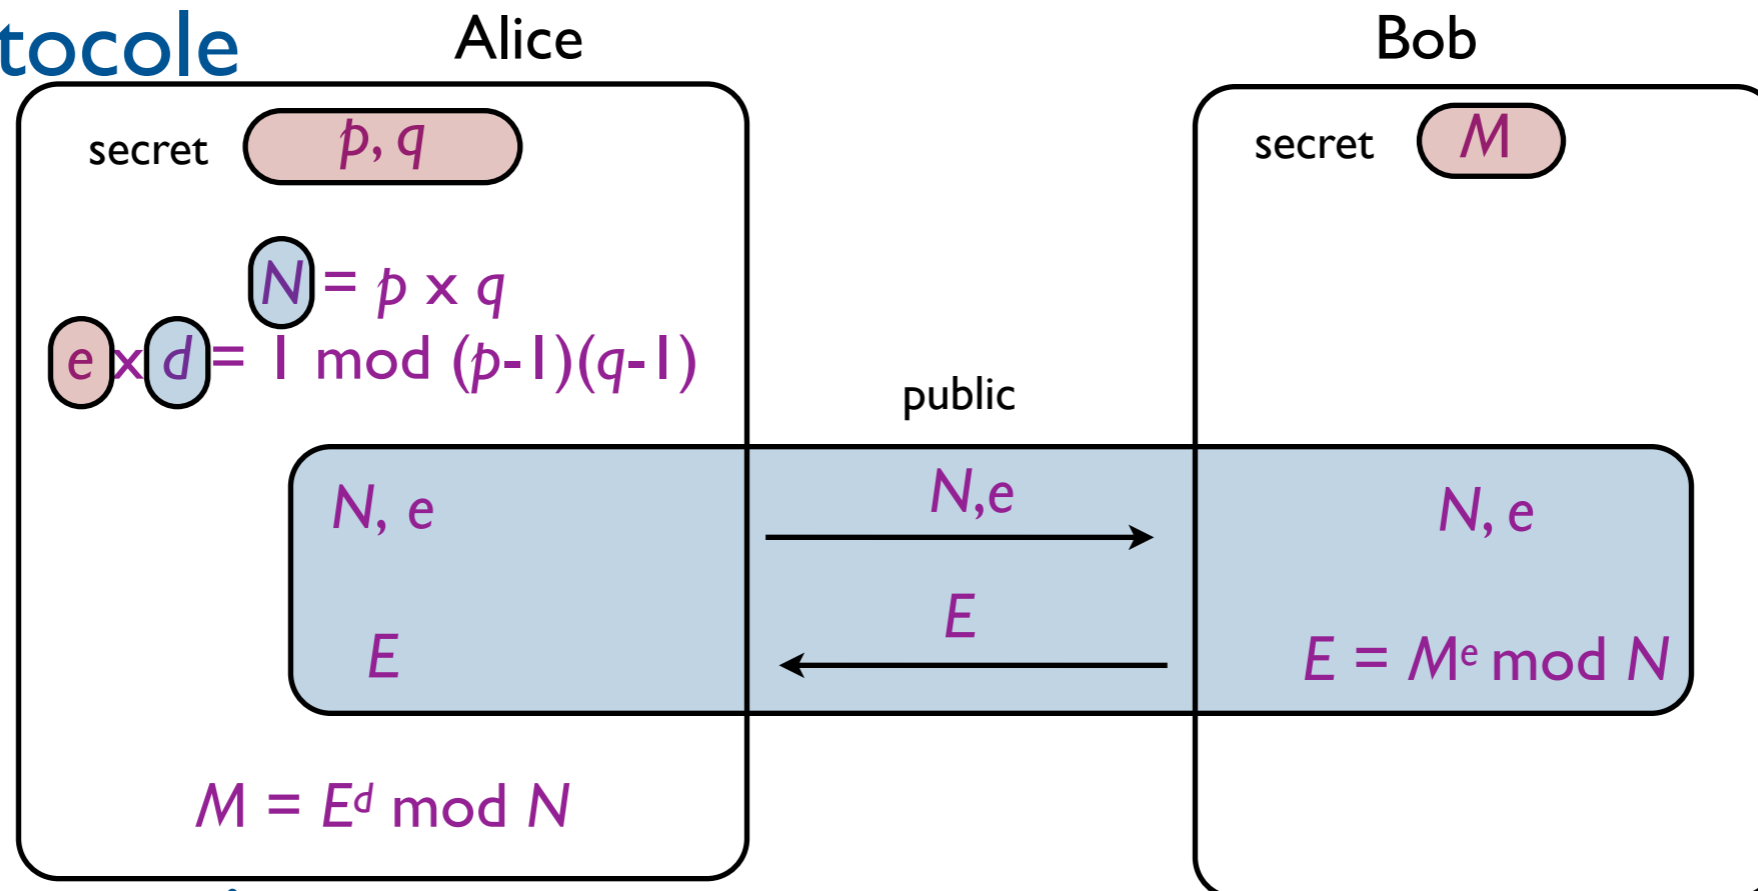 tocole
Alice
Bob
secret p, q
secret M
N = p x q
e x d = 1 mod (p-1)(q-1)
public
N, e
N,e
N, e
E
E
E = Mᵉ mod N
M = Eᵈ mod N